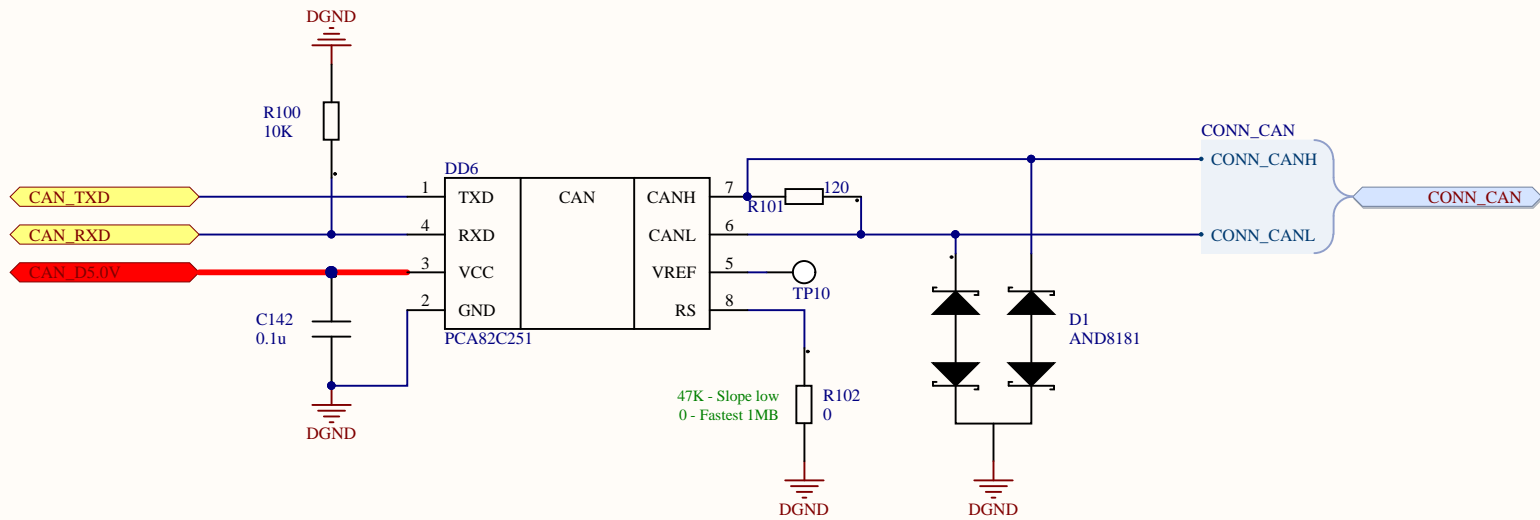 DGND
R100
10K
CONN_CAN
CONN_CANH
DD6
CAN_TXD
1
TXD
CAN
CANH
7
120
R101
CONN_CAN
CAN_RXD
4
RXD
CANL
6
CONN_CANL
CAN_D5.0V
3
VCC
VREF
5
TP10
2
GND
RS
8
C142
0.1u
PCA82C251
D1
AND8181
47K - Slope low
0 - Fastest 1MB
R102
0
DGND
DGND
DGND